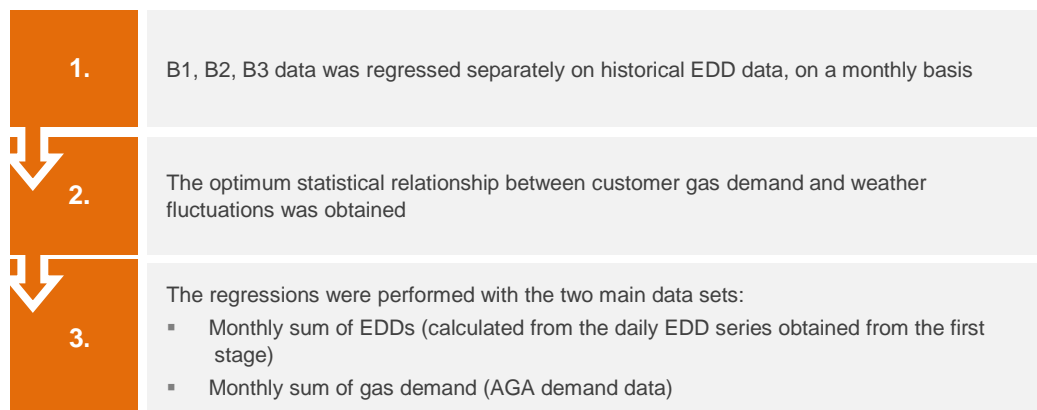 1.
B1, B2, B3 data was regressed separately on historical EDD data, on a monthly basis
2.
The optimum statistical relationship between customer gas demand and weather
fluctuations was obtained
3.
The regressions were performed with the two main data sets:
▪ Monthly sum of EDDs (calculated from the daily EDD series obtained from the first
stage)
▪ Monthly sum of gas demand (AGA demand data)